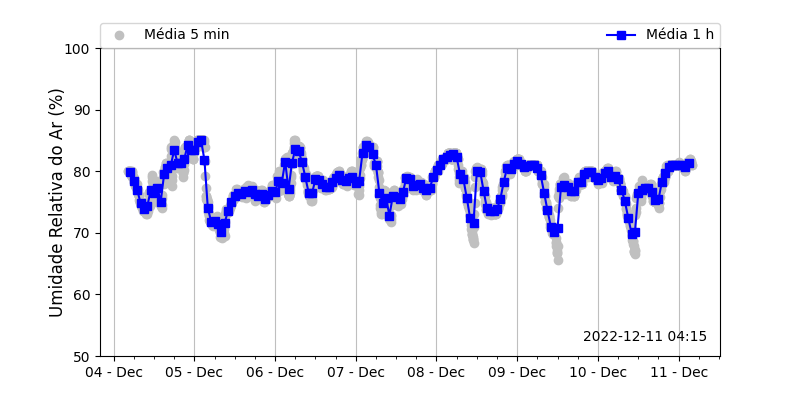 Média 5 min Média 1 h
Umidade Relativa do Ar (%)
100
90
80
70
60
50
2022-12-11 04:15
04 - Dec 05 - Dec 06 - Dec 07 - Dec 08 - Dec 09 - Dec 10 - Dec 11 - Dec